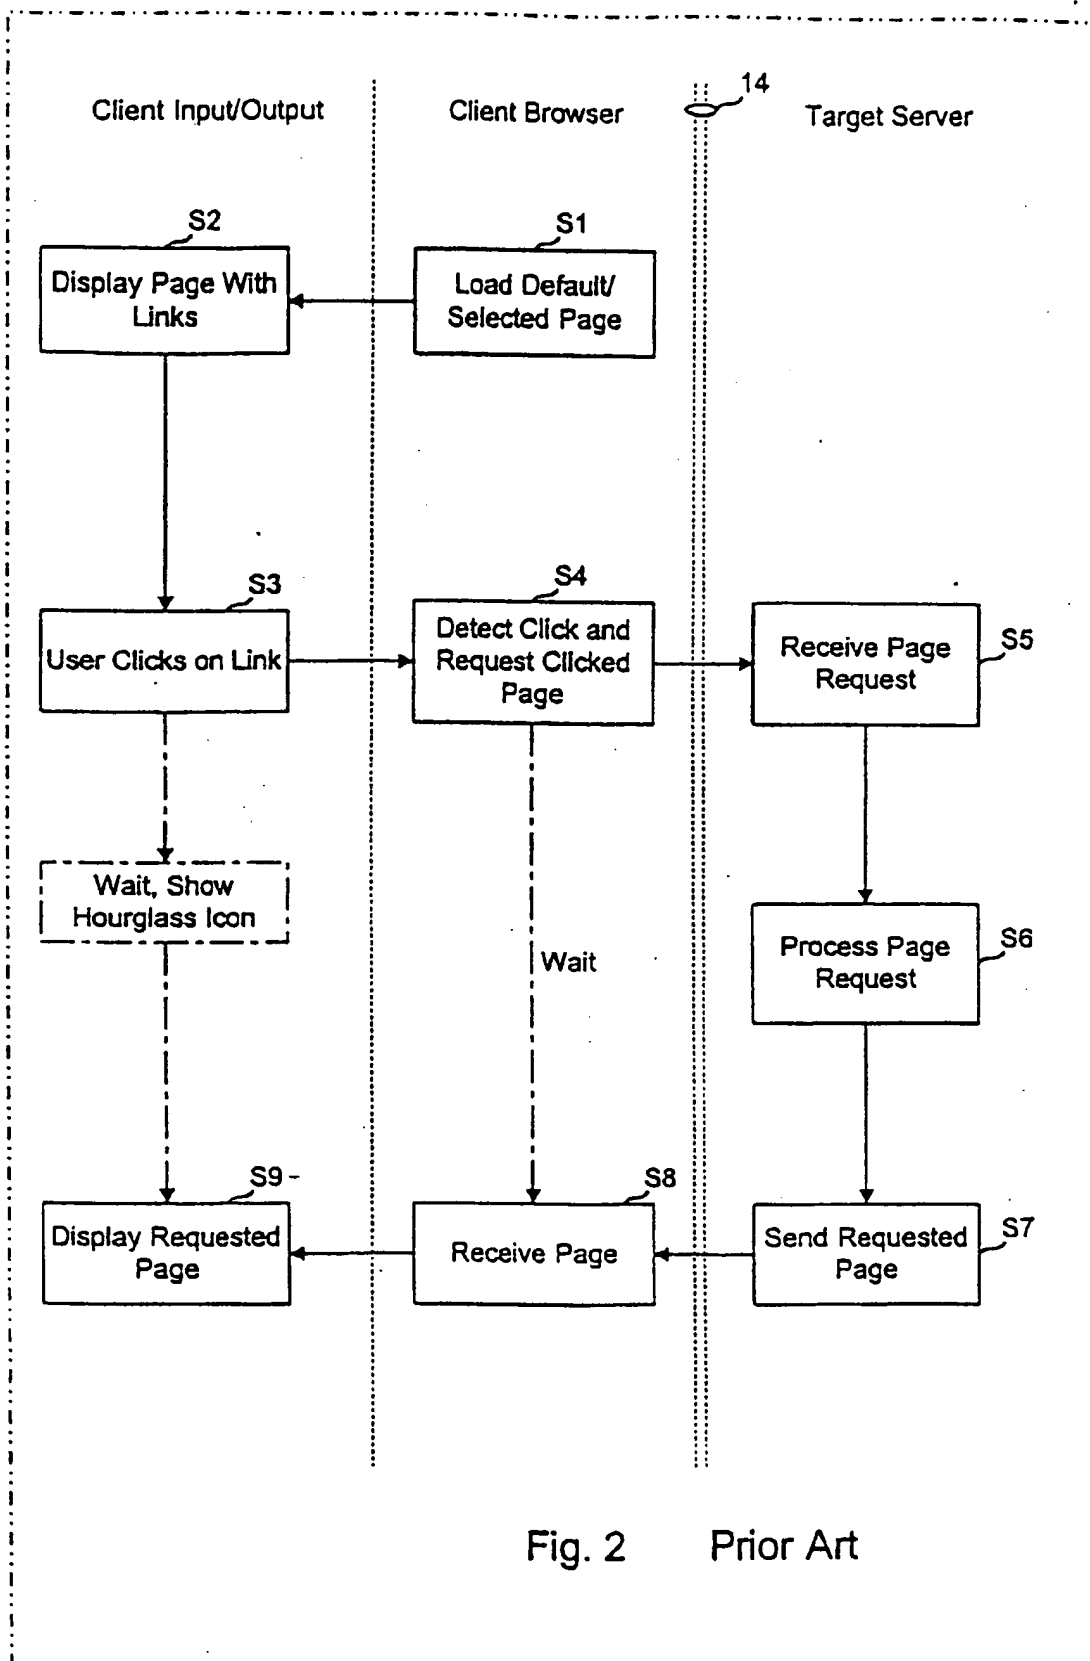 14
Client Input/Output
Client Browser
Target Server
S2
S1
Display Page With
Links
Load Default/
Selected Page
S3
S4
User Clicks on Link
Detect Click and
Request Clicked
Page
Receive Page
Request
S5
Wait, Show
Hourglass Icon
Wait
Process Page
Request
S6
S9
S8
Display Requested
Page
Receive Page
Send Requested
Page
S7
Fig. 2 Prior Art